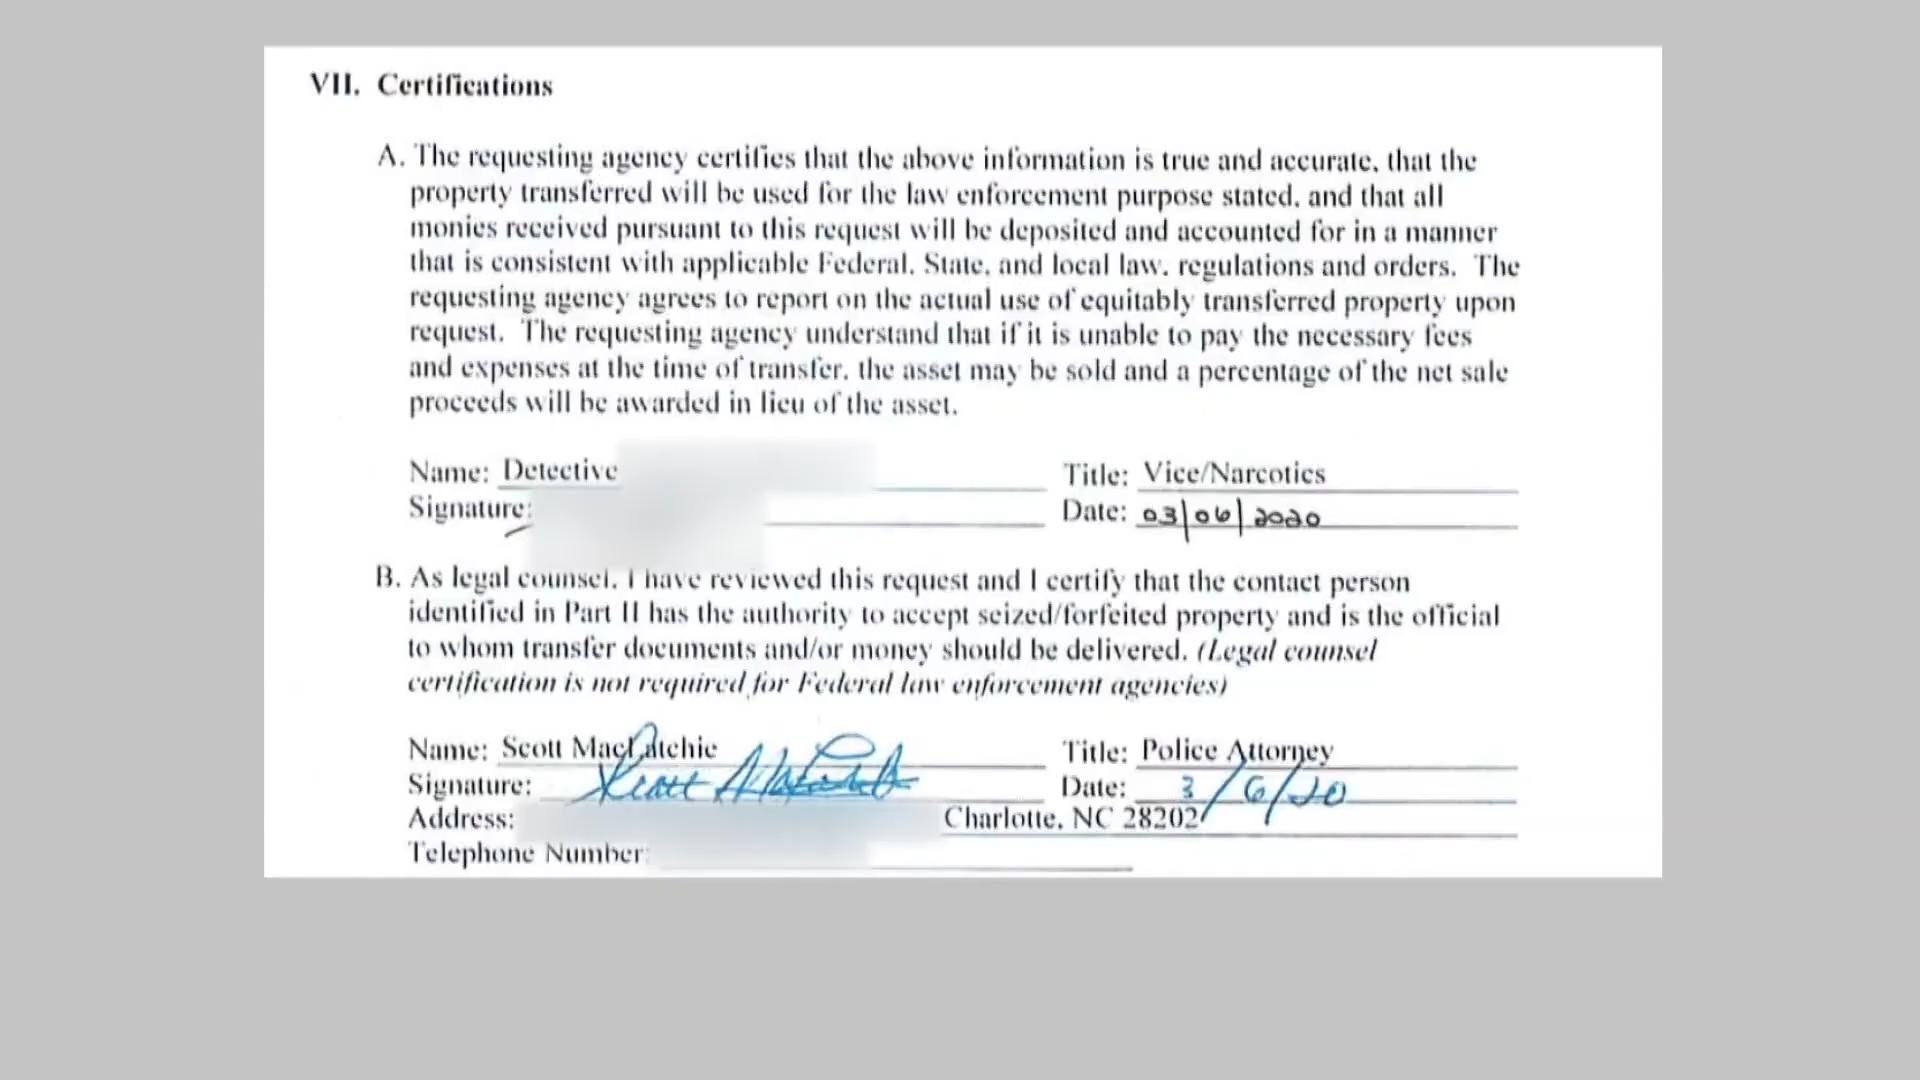 VII. Certifications
A. The requesting agency certifies that the above information is true and accurate, that the
property transferred will be used for the law enforcement purpose stated, and that all
monies received pursuant to this request will be deposited and accounted for in a manner
that is consistent with applicable Federal, State, and local law, regulations and orders. The
requesting agency agrees to report on the actual use of equitably transferred property upon
request. The requesting agency understand that if it is unable to pay the necessary fees
and expenses at the time of transfer, the asset may be sold and a percentage of the net sale
proceeds will be awarded in lieu of the asset.
Name: Detective Title: Vice/Narcotics
Signature: Date: 03/06/2020
B. As legal counsel, I have reviewed this request and I certify that the contact person
identified in Part II has the authority to accept seized/forfeited property and is the official
to whom transfer documents and/or money should be delivered. (Legal counsel
certification is not required for Federal law enforcement agencies)
Name: Scott MacLatchie Title: Police Attorney
Signature: Scott MacLatchie Date: 3/6/20
Address: Charlotte, NC 28202
Telephone Number: